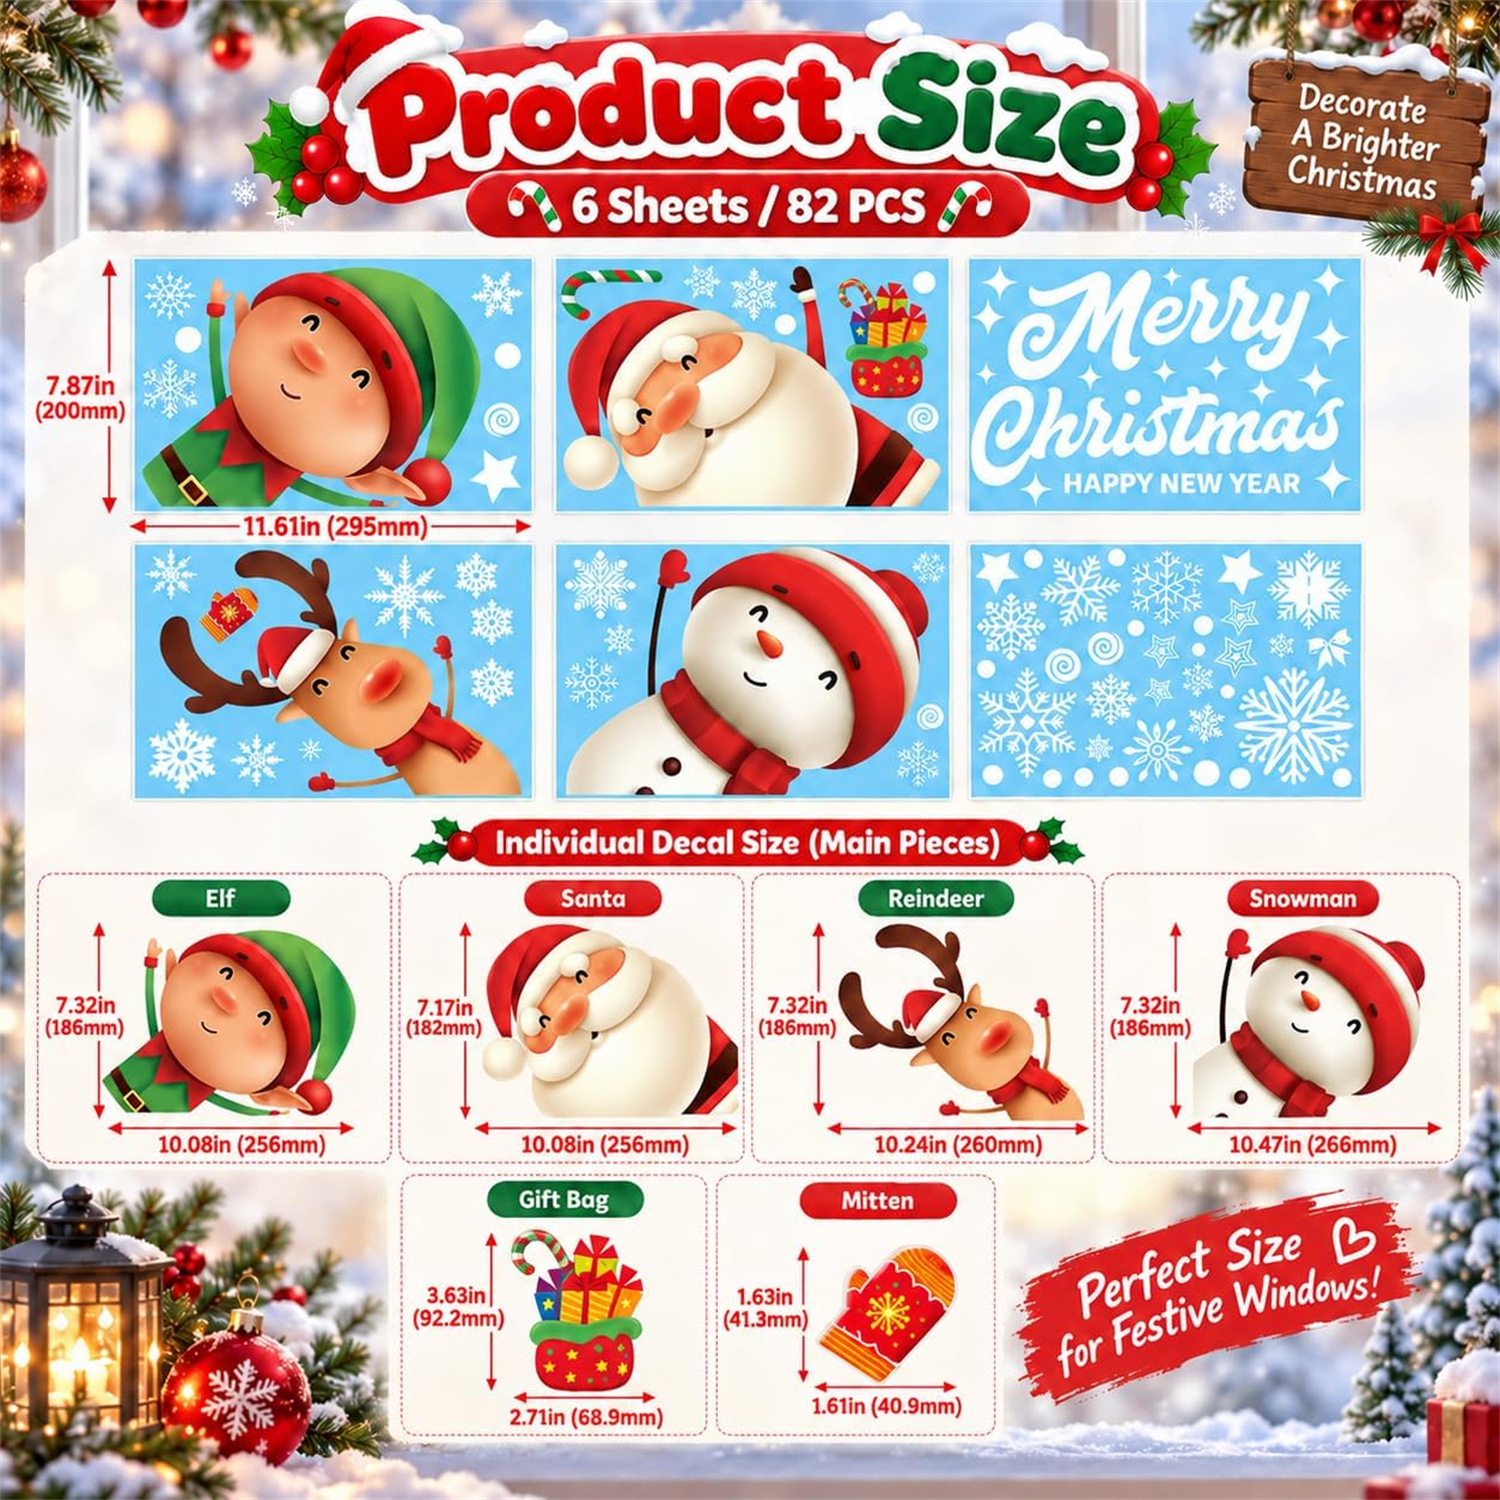 Product Size
6 Sheets / 82 PCS
Decorate
A Brighter
Christmas
7.87in
(200mm)
11.61in (295mm)
Merry
Christmas
HAPPY NEW YEAR
Individual Decal Size (Main Pieces)
Elf
7.32in
(186mm)
10.08in (256mm)
Santa
7.17in
(182mm)
10.08in (256mm)
Reindeer
7.32in
(186mm)
10.24in (260mm)
Snowman
7.32in
(186mm)
10.47in (266mm)
Gift Bag
3.63in
(92.2mm)
2.71in (68.9mm)
Mitten
1.63in
(41.3mm)
1.61in (40.9mm)
Perfect Size
for Festive Windows!